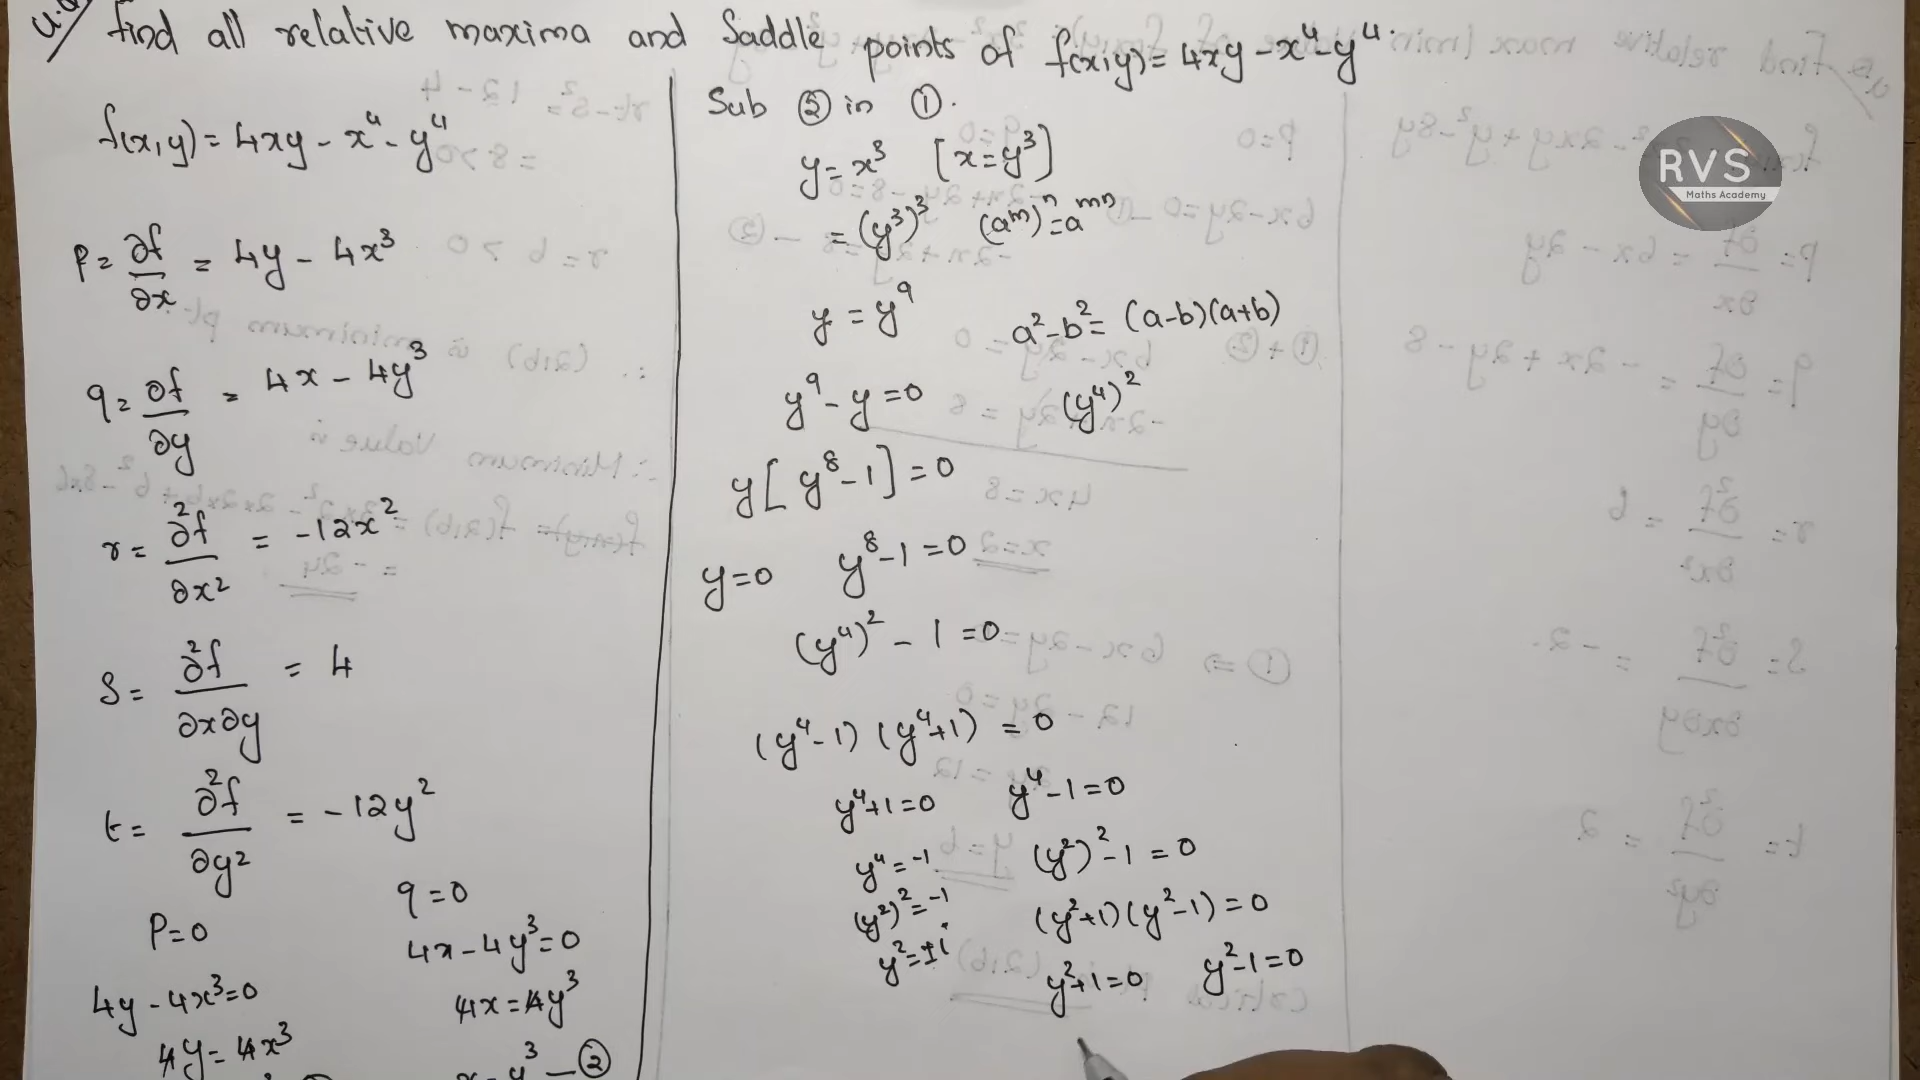 U.Q/ find all relative maxima and Saddle points of f(x,y) = 4xy - x⁴ - y⁴.
f(x,y) = 4xy - x⁴ - y⁴
P = ∂f/∂x = 4y - 4x³
q = ∂f/∂y = 4x - 4y³
r = ∂²f/∂x² = -12x²
S = ∂²f/∂x∂y = 4
t = ∂²f/∂y² = -12y²
P=0
4y - 4x³=0
4y = 4x³
q=0
4x - 4y³=0
4x = 4y³
x = y³ — ②
Sub ② in ①.
y = x³ [x = y³]
= (y³)³ (aᵐ)ⁿ = aᵐⁿ
y = y⁹ a² - b² = (a-b)(a+b)
y⁹ - y = 0 (y⁴)²
y[y⁸ - 1] = 0
y=0 y⁸ - 1 = 0
(y⁴)² - 1 = 0
(y⁴ - 1)(y⁴+1) = 0
y⁴+1=0 y⁴ - 1=0
y⁴ = -1 (y²)² - 1 = 0
(y²)² = -1 (y²+1)(y² - 1) = 0
y² = ±i y²+1=0 y² - 1=0
RVS
Maths Academy